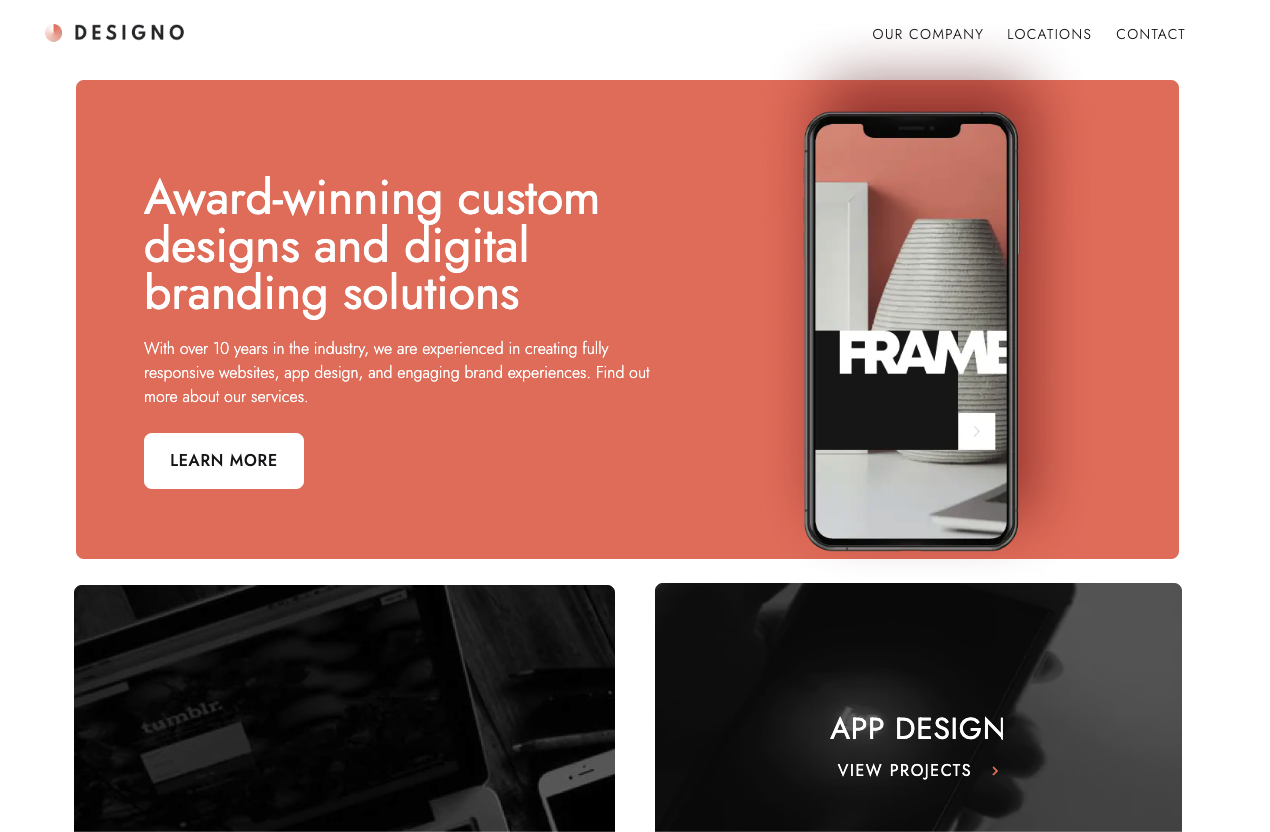 DESIGNO
OUR COMPANY LOCATIONS CONTACT
Award-winning custom
designs and digital
branding solutions
With over 10 years in the industry, we are experienced in creating fully
responsive websites, app design, and engaging brand experiences. Find out
more about our services.
LEARN MORE
FRAME
tumblr.
APP DESIGN
VIEW PROJECTS